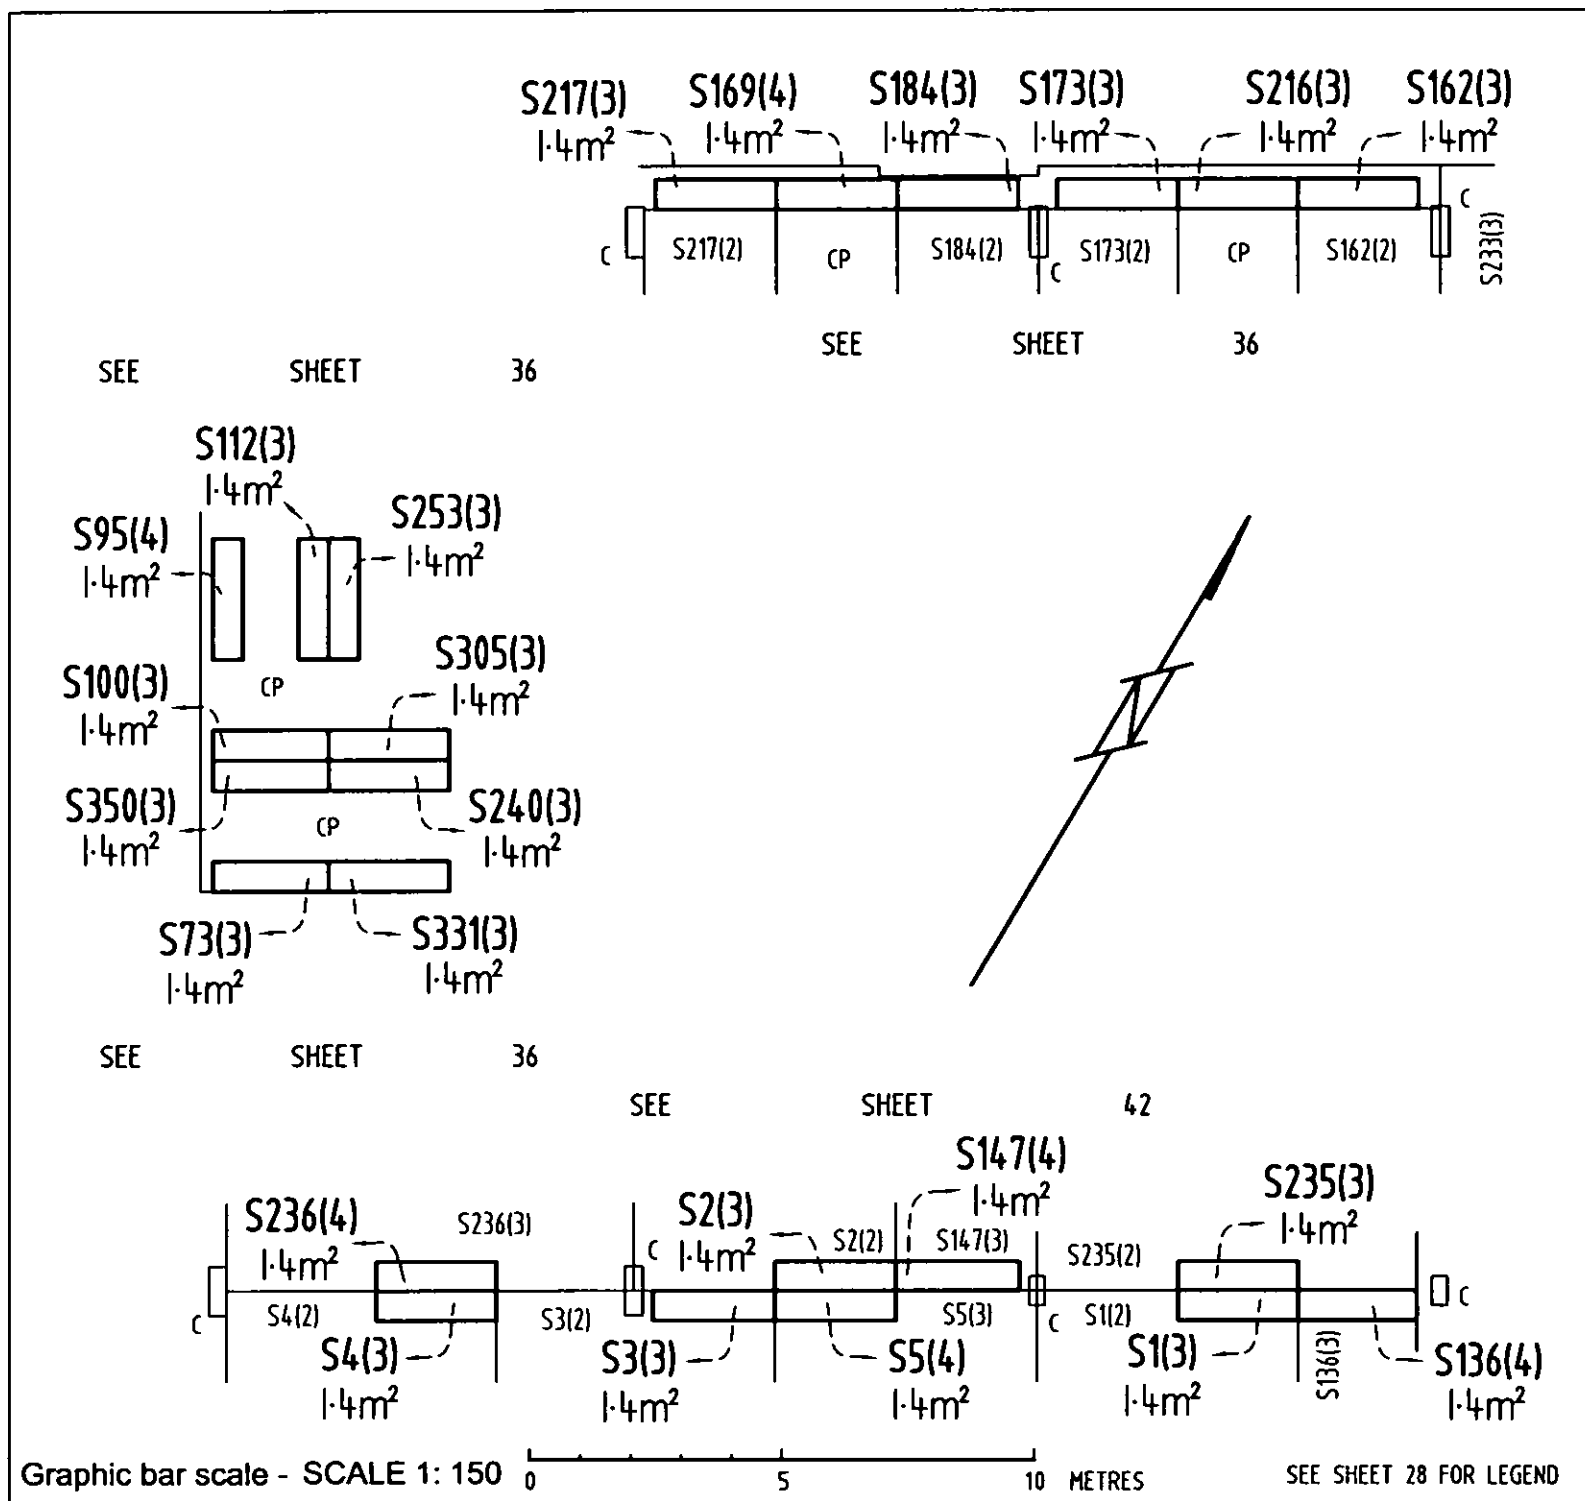 S217(3) S169(4) S184(3) S173(3) S216(3) S162(3)
1·4m² 1·4m² 1·4m² 1·4m² 1·4m² 1·4m²
C S217(2) CP S184(2) C S173(2) CP S162(2) C S233(3)
SEE SHEET 36
SEE SHEET 36
S112(3)
1·4m²
S253(3)
1·4m²
S95(4)
1·4m²
S305(3)
1·4m²
S100(3)
1·4m²
CP
S350(3)
1·4m²
CP
S240(3)
1·4m²
S73(3)
1·4m²
S331(3)
1·4m²
N
SEE SHEET 36
SEE SHEET 42
S147(4)
1·4m²
S236(4)
1·4m²
S236(3)
S2(3)
1·4m²
S235(3)
1·4m²
C S2(2) S147(3) S235(2)
C S4(2) S3(2) S5(3) C S1(2) C
S4(3)
1·4m²
S3(3)
1·4m²
S5(4)
1·4m²
S1(3)
1·4m²
S136(3)
S136(4)
1·4m²
Graphic bar scale - SCALE 1: 150 0 5 10 METRES SEE SHEET 28 FOR LEGEND